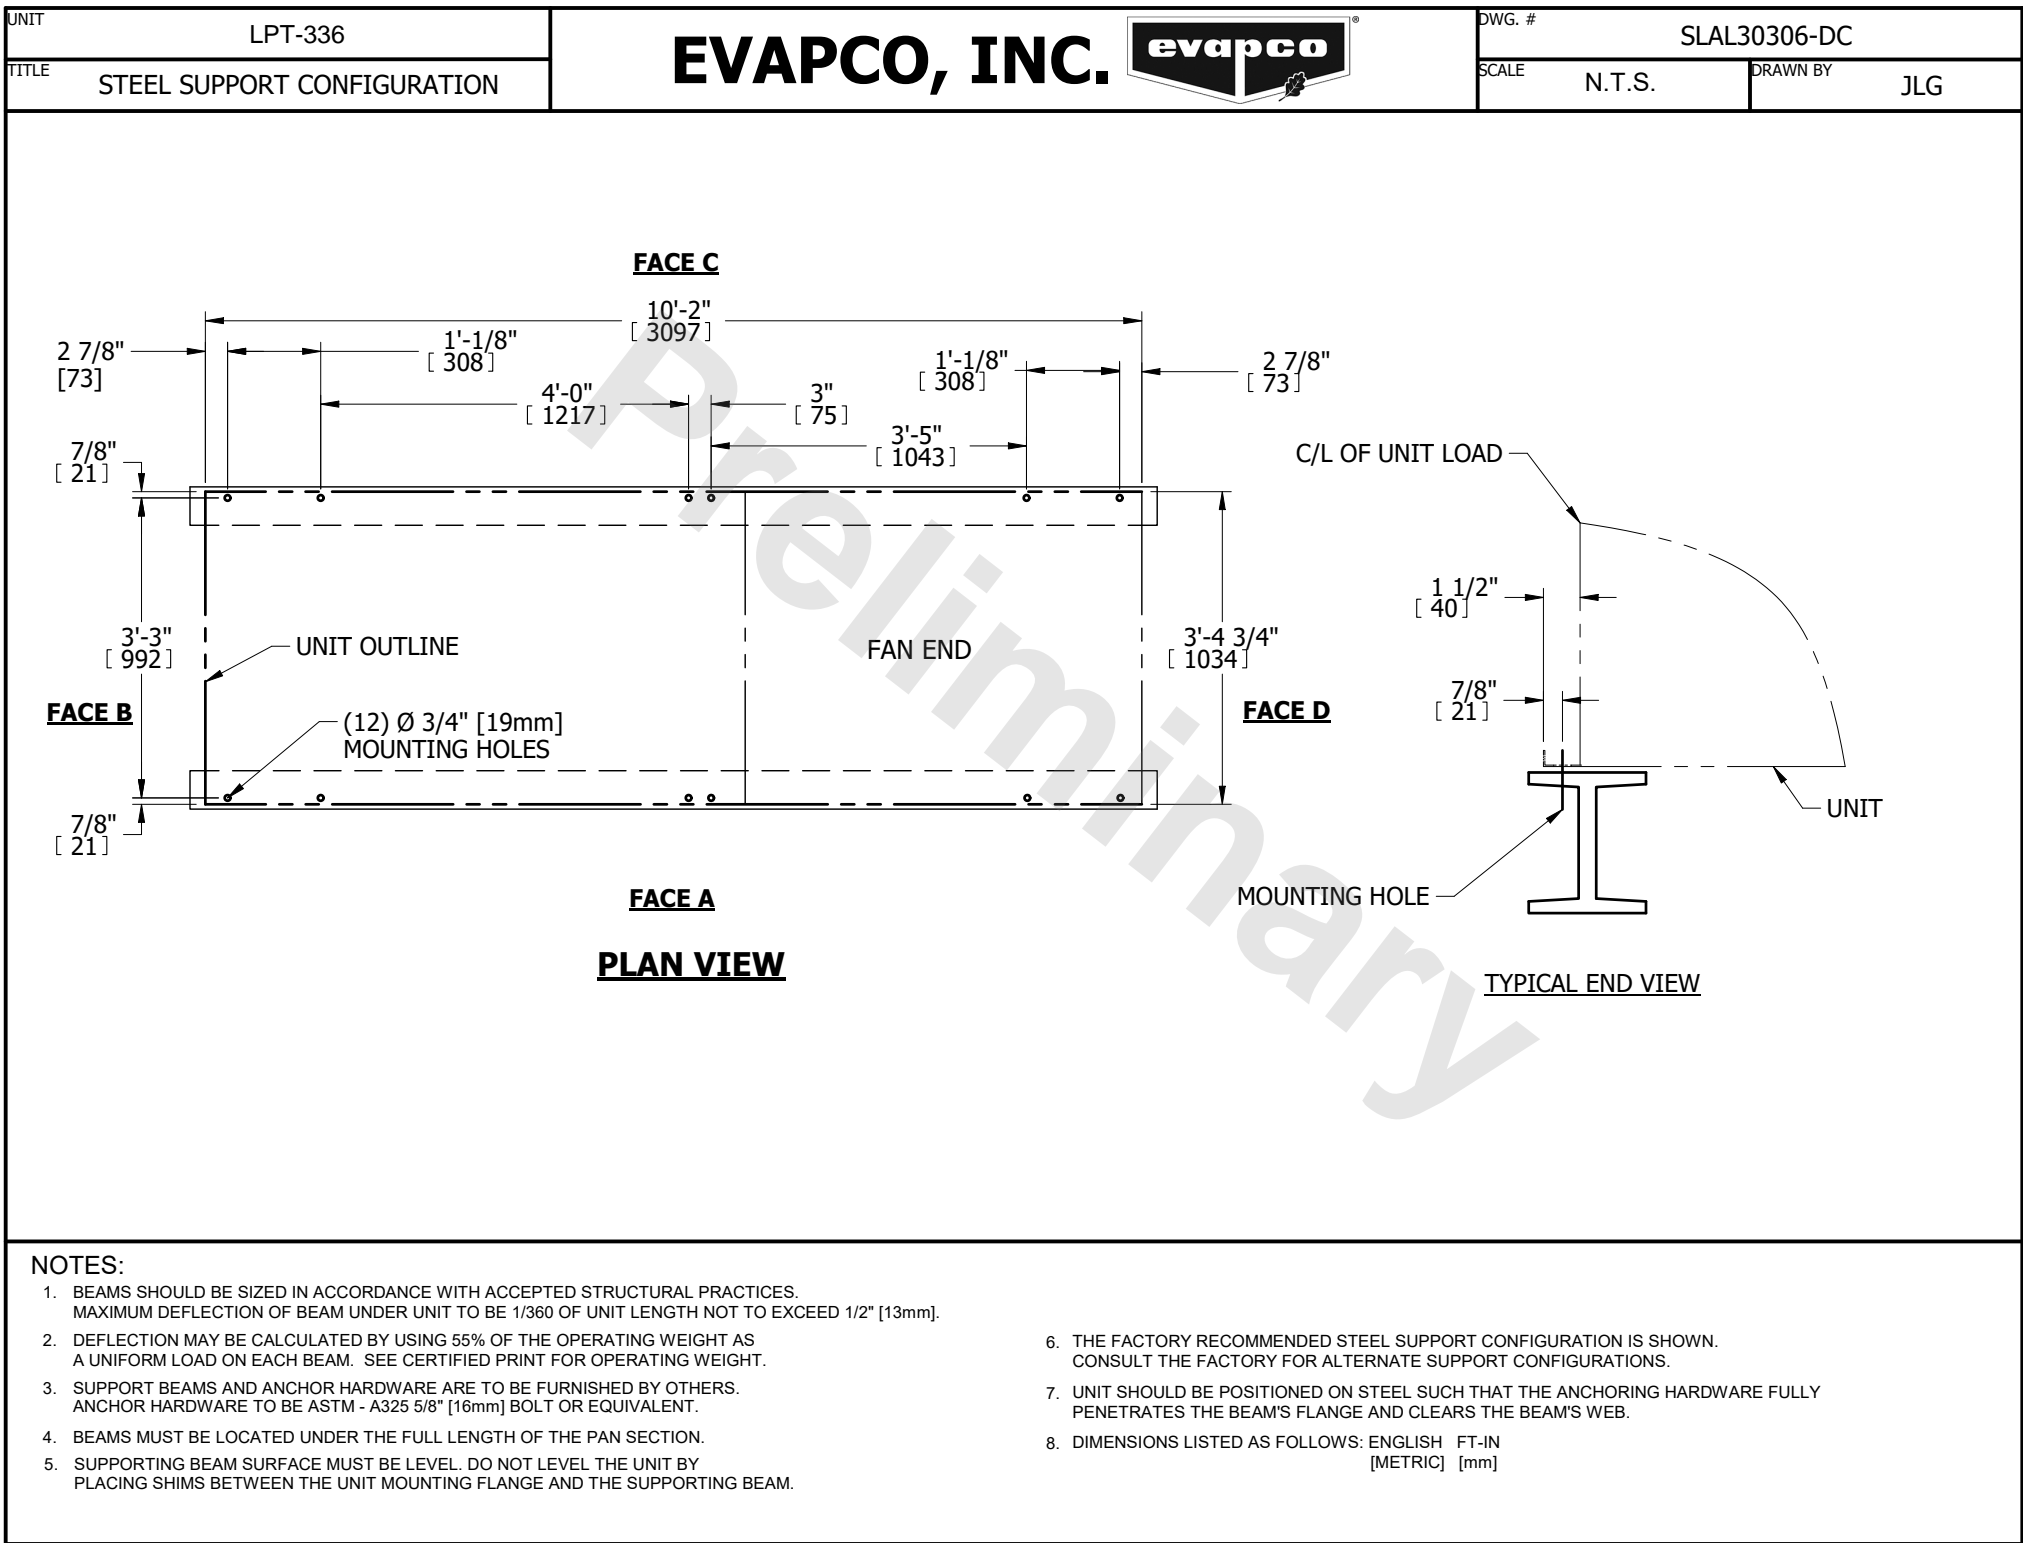 UNIT
LPT-336
TITLE
STEEL SUPPORT CONFIGURATION
EVAPCO, INC.
evapco
®
DWG. #
SLAL30306-DC
SCALE
N.T.S.
DRAWN BY
JLG
FACE C
10'-2"
[ 3097]
2 7/8"
[73]
1'-1/8"
[ 308]
4'-0"
[ 1217]
3"
[ 75]
1'-1/8"
[ 308]
2 7/8"
[ 73]
3'-5"
[ 1043]
7/8"
[ 21]
3'-3"
[ 992]
UNIT OUTLINE
FAN END
3'-4 3/4"
[ 1034]
FACE B
(12) Ø 3/4" [19mm]
MOUNTING HOLES
FACE D
7/8"
[ 21]
FACE A
PLAN VIEW
C/L OF UNIT LOAD
1 1/2"
[ 40]
7/8"
[ 21]
UNIT
MOUNTING HOLE
TYPICAL END VIEW
Preliminary
NOTES:
1. BEAMS SHOULD BE SIZED IN ACCORDANCE WITH ACCEPTED STRUCTURAL PRACTICES.
MAXIMUM DEFLECTION OF BEAM UNDER UNIT TO BE 1/360 OF UNIT LENGTH NOT TO EXCEED 1/2" [13mm].
2. DEFLECTION MAY BE CALCULATED BY USING 55% OF THE OPERATING WEIGHT AS
A UNIFORM LOAD ON EACH BEAM. SEE CERTIFIED PRINT FOR OPERATING WEIGHT.
3. SUPPORT BEAMS AND ANCHOR HARDWARE ARE TO BE FURNISHED BY OTHERS.
ANCHOR HARDWARE TO BE ASTM - A325 5/8" [16mm] BOLT OR EQUIVALENT.
4. BEAMS MUST BE LOCATED UNDER THE FULL LENGTH OF THE PAN SECTION.
5. SUPPORTING BEAM SURFACE MUST BE LEVEL. DO NOT LEVEL THE UNIT BY
PLACING SHIMS BETWEEN THE UNIT MOUNTING FLANGE AND THE SUPPORTING BEAM.
6. THE FACTORY RECOMMENDED STEEL SUPPORT CONFIGURATION IS SHOWN.
CONSULT THE FACTORY FOR ALTERNATE SUPPORT CONFIGURATIONS.
7. UNIT SHOULD BE POSITIONED ON STEEL SUCH THAT THE ANCHORING HARDWARE FULLY
PENETRATES THE BEAM'S FLANGE AND CLEARS THE BEAM'S WEB.
8. DIMENSIONS LISTED AS FOLLOWS: ENGLISH FT-IN
[METRIC] [mm]